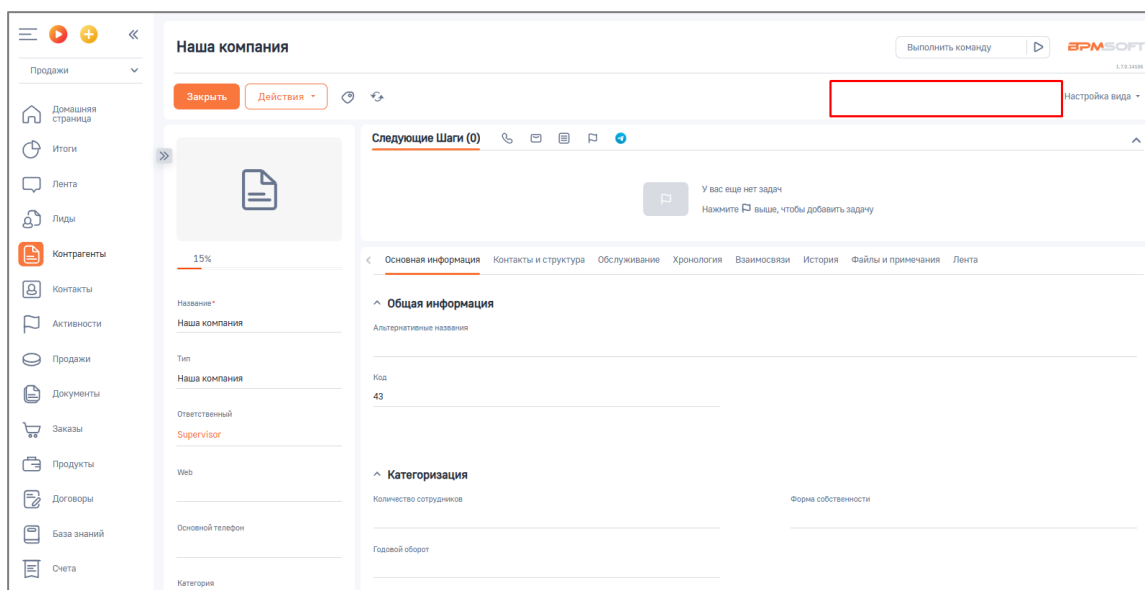 Наша компания
Выполнить команду
BPMSOFT
Продажи
Закрыть
Действия
Настройка вида
Домашняя
страница
Итоги
Лента
Лиды
Контрагенты
Контакты
Активности
Продажи
Документы
Заказы
Продукты
Договоры
База знаний
Счета
15%
Название*
Наша компания
Тип
Наша компания
Ответственный
Supervisor
Web
Основной телефон
Категория
Следующие Шаги (0)
У вас еще нет задач
Нажмите выше, чтобы добавить задачу
Основная информация Контакты и структура Обслуживание Хронология Взаимосвязи История Файлы и примечания Лента
Общая информация
Альтернативные названия
Код
43
Категоризация
Количество сотрудников Форма собственности
Годовой оборот